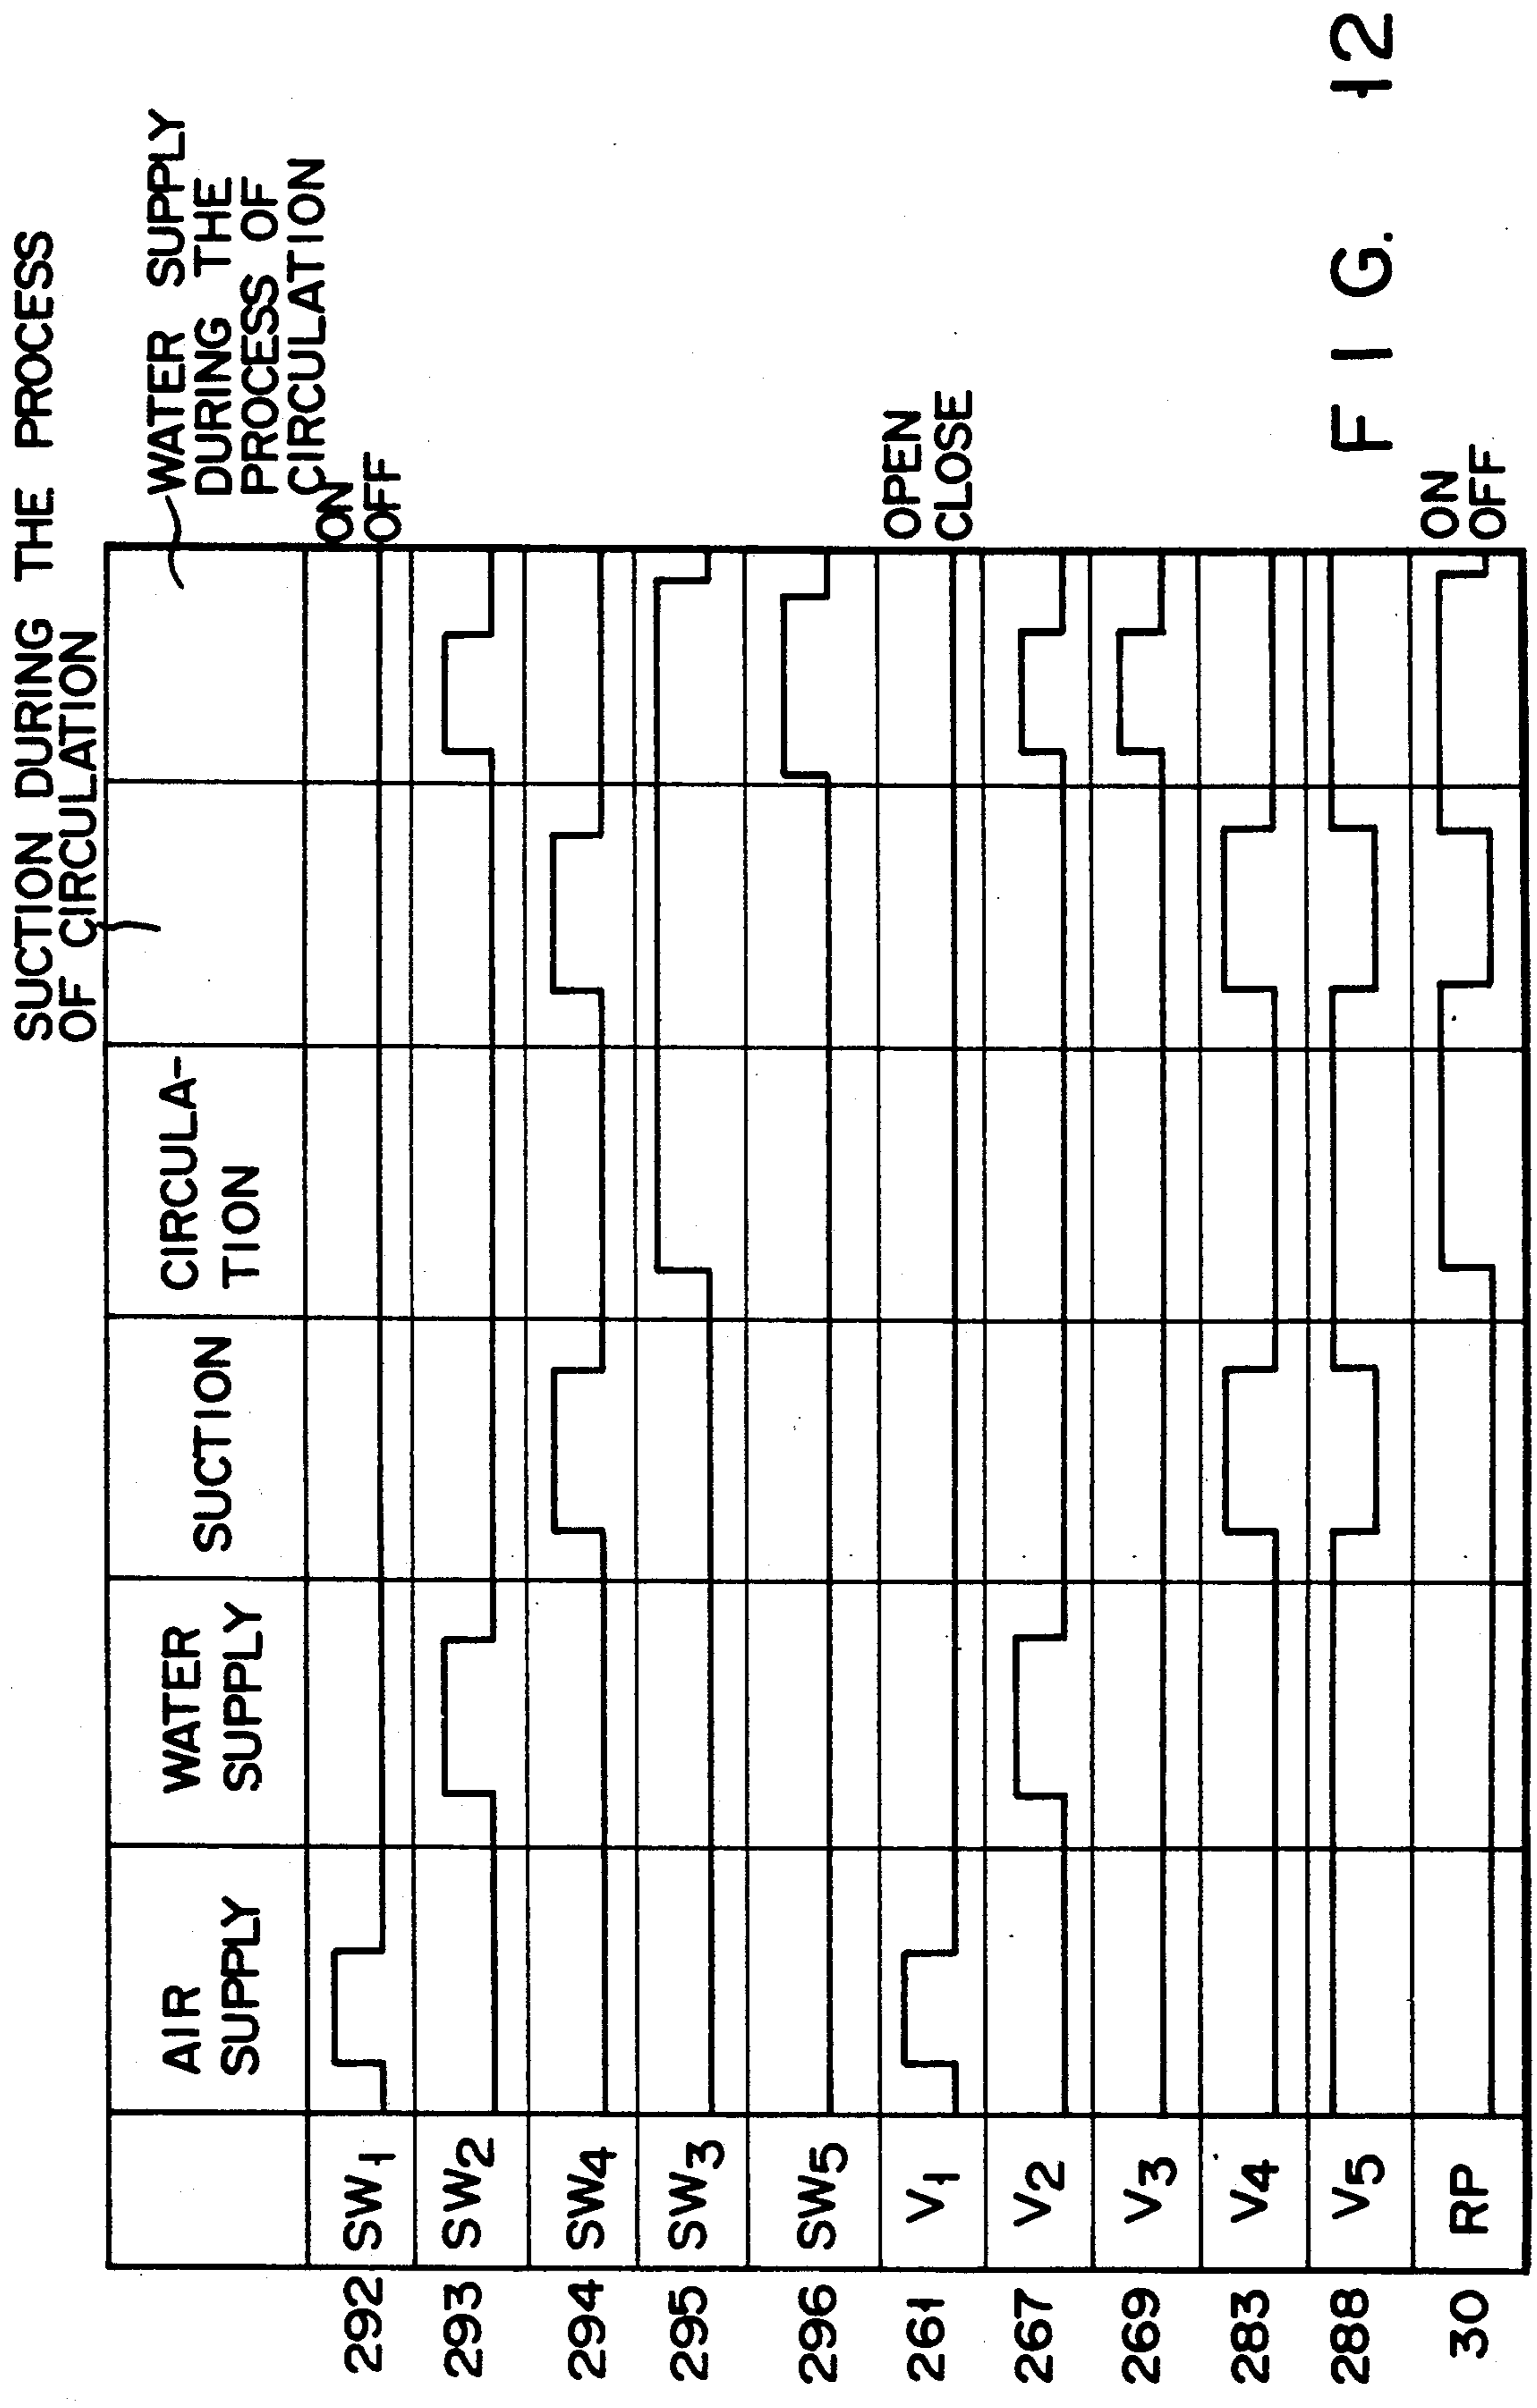 SUCTION DURING THE PROCESS
OF CIRCULATION
AIR
SUPPLY
WATER
SUPPLY
SUCTION
CIRCULA-
TION
WATER SUPPLY
DURING THE
PROCESS OF
CIRCULATION
292 SW1 ON
OFF
293 SW2
294 SW4
295 SW3
296 SW5
261 V1 OPEN
CLOSE
267 V2
269 V3
283 V4
288 V5
30 RP ON
OFF
FIG. 12